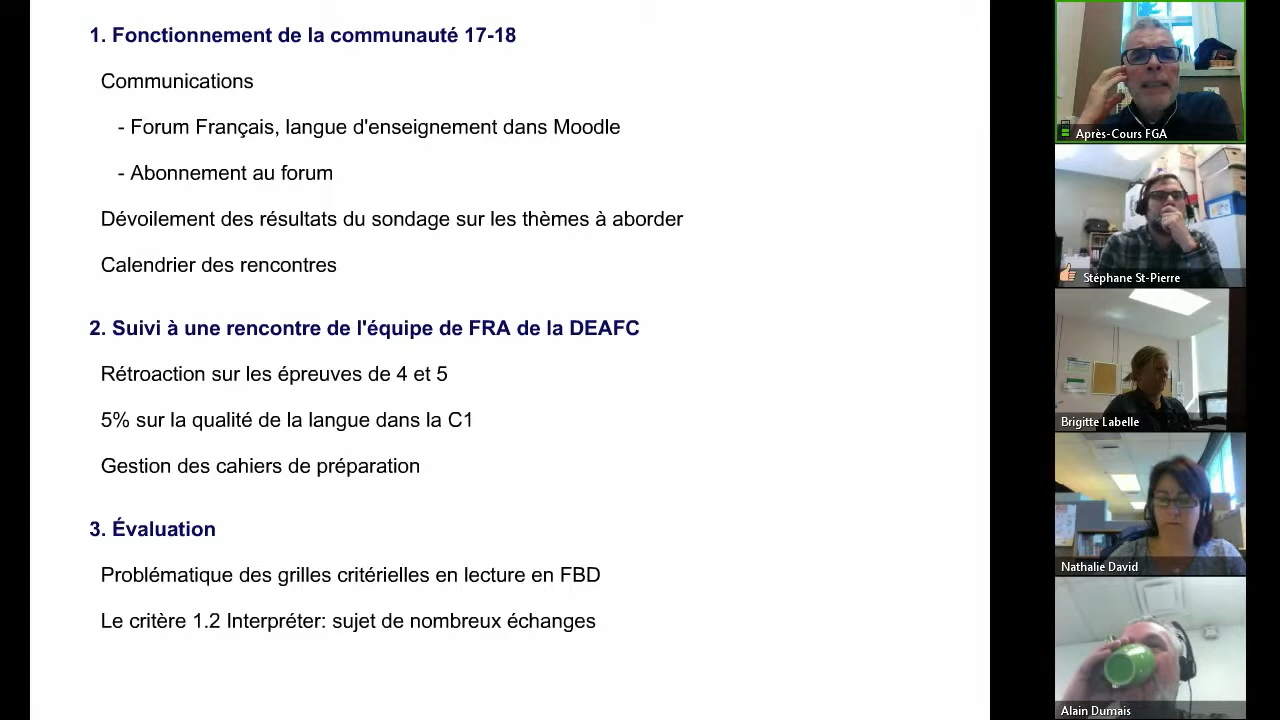 1. Fonctionnement de la communauté 17-18
Communications
- Forum Français, langue d'enseignement dans Moodle
- Abonnement au forum
Dévoilement des résultats du sondage sur les thèmes à aborder
Calendrier des rencontres
2. Suivi à une rencontre de l'équipe de FRA de la DEAFC
Rétroaction sur les épreuves de 4 et 5
5% sur la qualité de la langue dans la C1
Gestion des cahiers de préparation
3. Évaluation
Problématique des grilles critérielles en lecture en FBD
Le critère 1.2 Interpréter: sujet de nombreux échanges
Après-Cours FGA
Stéphane St-Pierre
Brigitte Labelle
Nathalie David
Alain Dumais